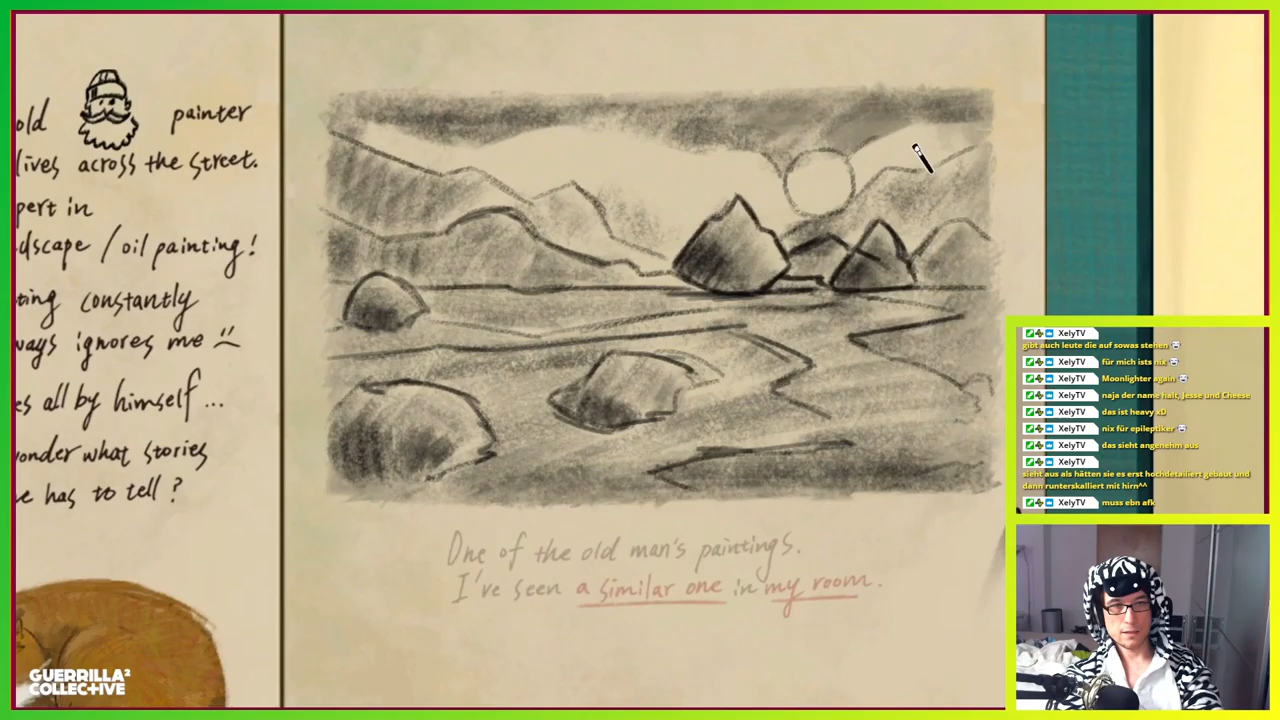 old painter
lives across the street.
pert in
dscape / oil painting!
ting constantly
ways ignores me
es all by himself ...
wonder what stories
e has to tell ?
One of the old man's paintings.
I've seen a similar one in my room.
GUERRILLA²
COLLECTIVE
XelyTV
gibt auch leute die auf sowas stehen
XelyTV für mich ists nix
XelyTV Moonlighter again
XelyTV naja der name halt, Jesse und Cheese
XelyTV das ist heavy xD
XelyTV nix für epileptiker
XelyTV das sieht angenehm aus
XelyTV
sieht aus als hätten sie es erst hochdetailiert gebaut und
dann runterskalliert mit hirn^^
XelyTV muss ebn afk